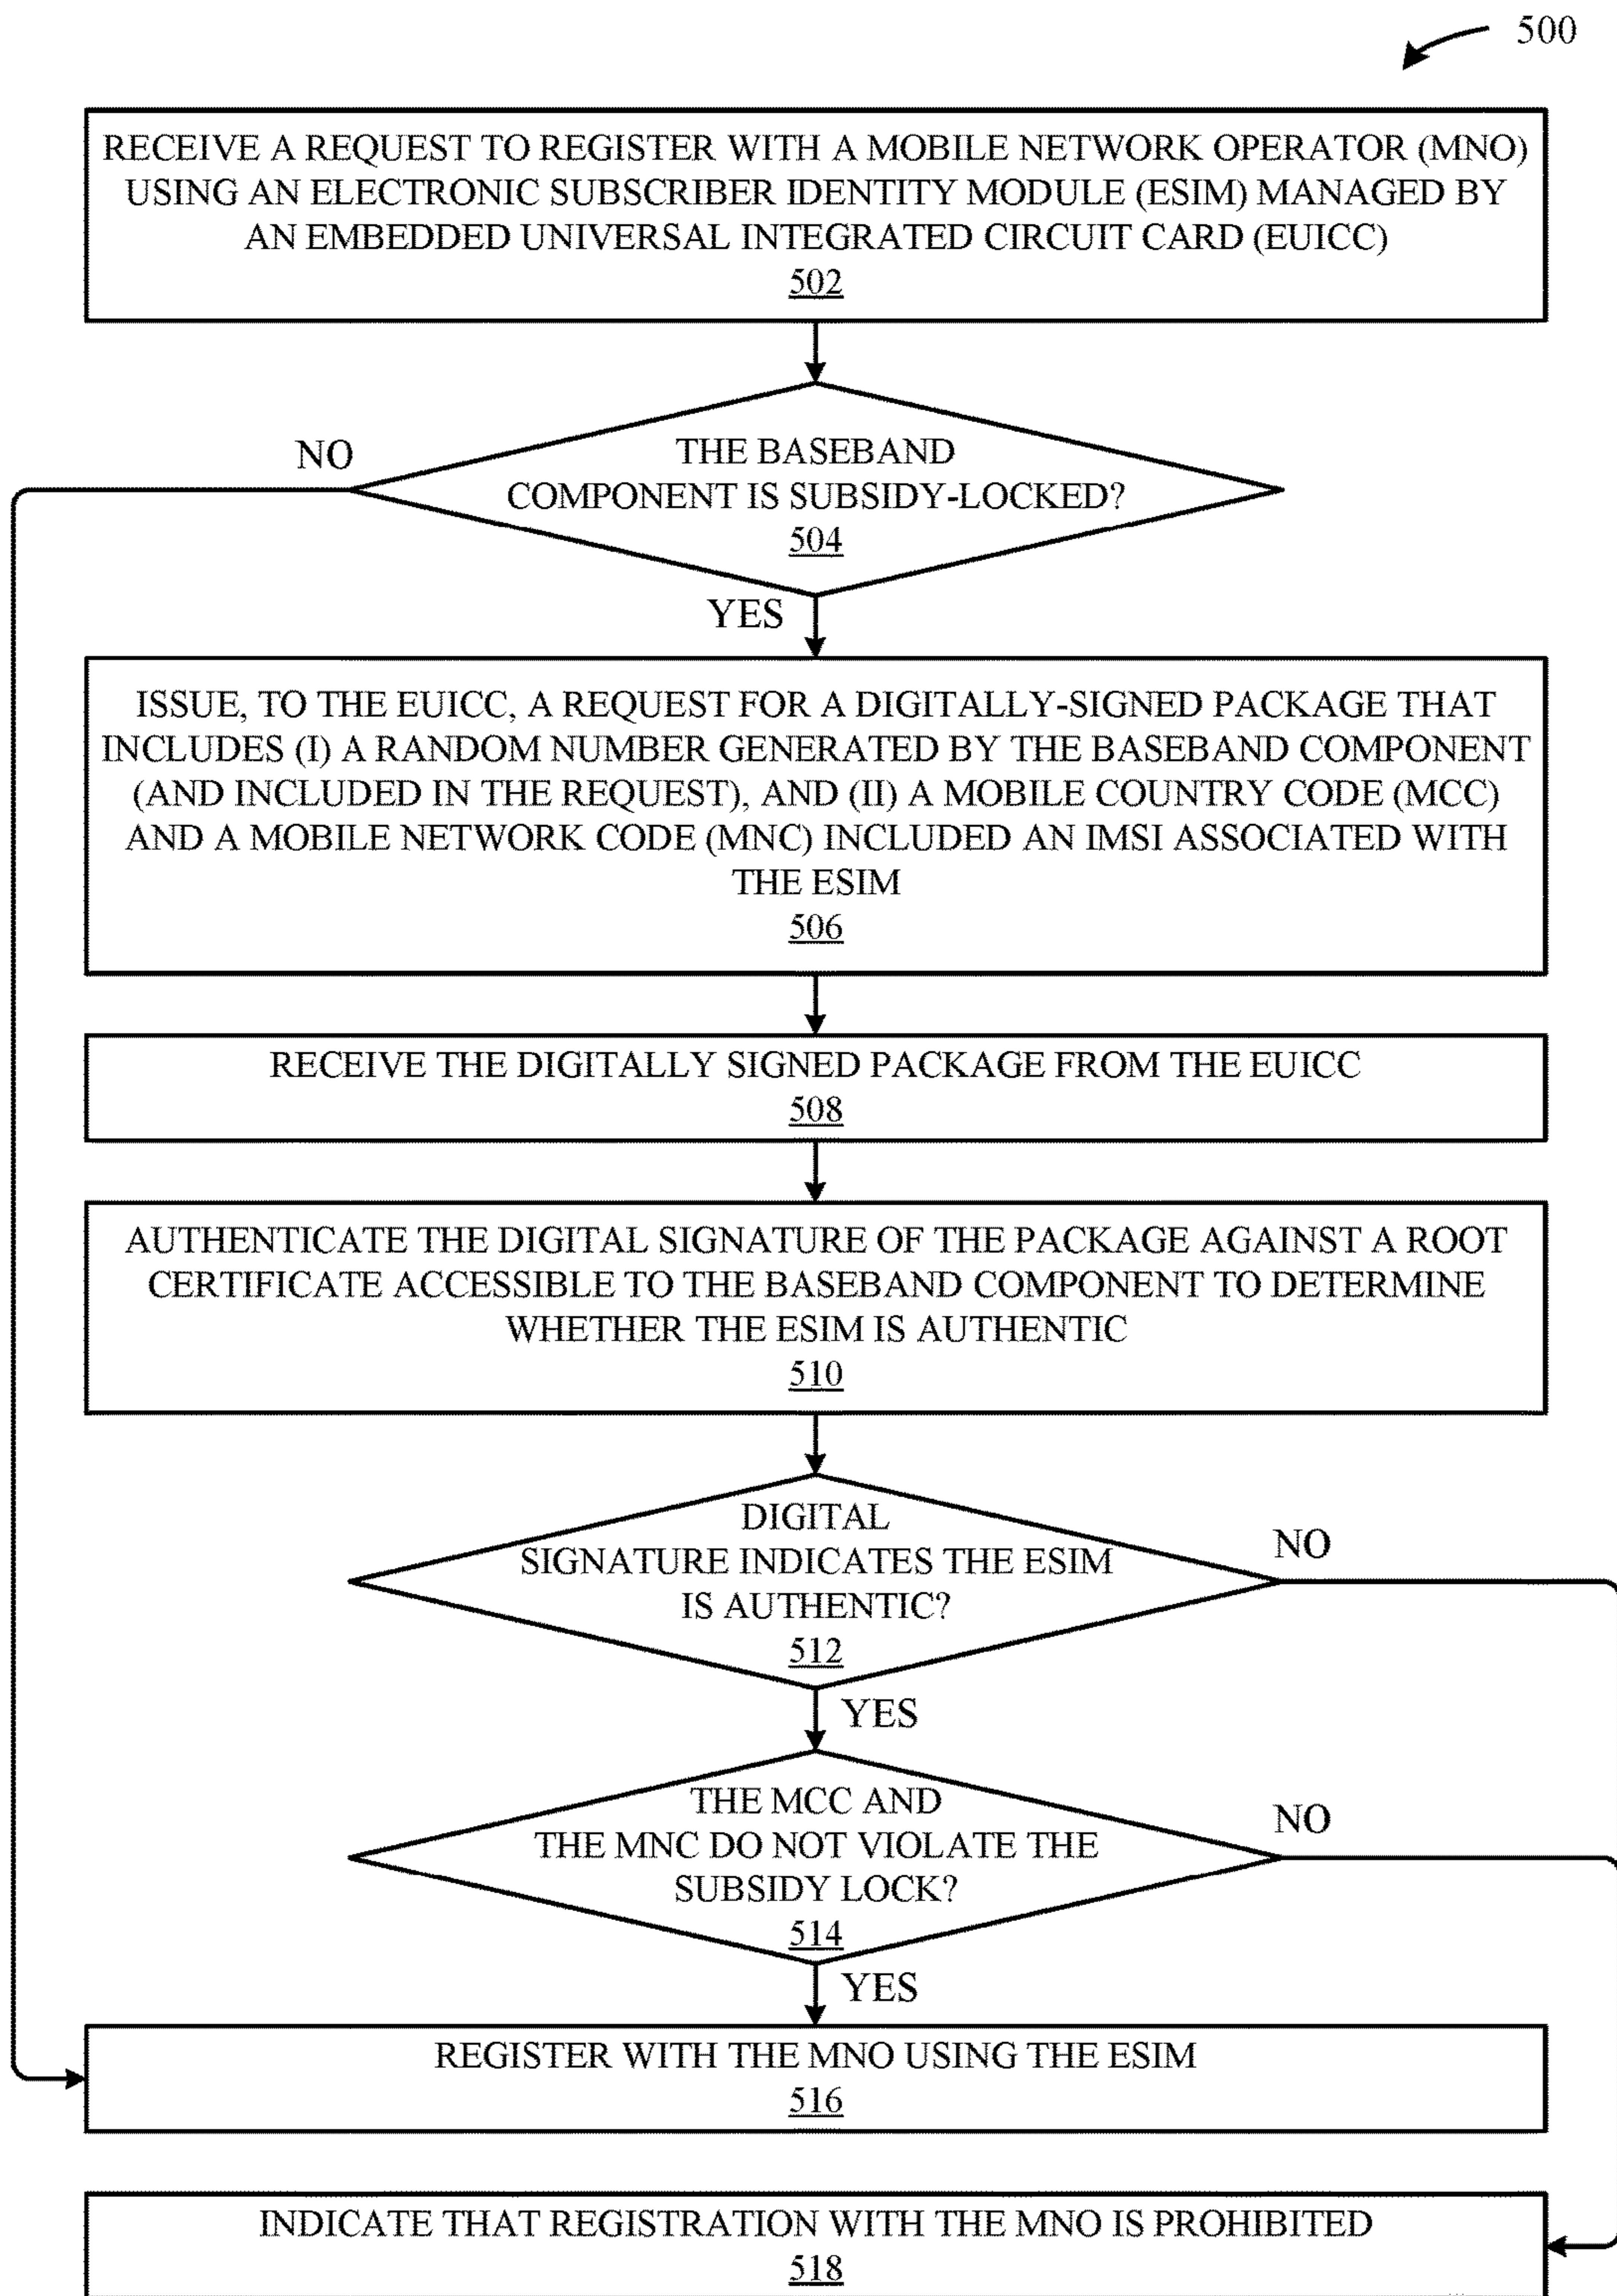 500
RECEIVE A REQUEST TO REGISTER WITH A MOBILE NETWORK OPERATOR (MNO)
USING AN ELECTRONIC SUBSCRIBER IDENTITY MODULE (ESIM) MANAGED BY
AN EMBEDDED UNIVERSAL INTEGRATED CIRCUIT CARD (EUICC)
502
NO
THE BASEBAND
COMPONENT IS SUBSIDY-LOCKED?
504
YES
ISSUE, TO THE EUICC, A REQUEST FOR A DIGITALLY-SIGNED PACKAGE THAT
INCLUDES (I) A RANDOM NUMBER GENERATED BY THE BASEBAND COMPONENT
(AND INCLUDED IN THE REQUEST), AND (II) A MOBILE COUNTRY CODE (MCC)
AND A MOBILE NETWORK CODE (MNC) INCLUDED AN IMSI ASSOCIATED WITH
THE ESIM
506
RECEIVE THE DIGITALLY SIGNED PACKAGE FROM THE EUICC
508
AUTHENTICATE THE DIGITAL SIGNATURE OF THE PACKAGE AGAINST A ROOT
CERTIFICATE ACCESSIBLE TO THE BASEBAND COMPONENT TO DETERMINE
WHETHER THE ESIM IS AUTHENTIC
510
DIGITAL
SIGNATURE INDICATES THE ESIM
IS AUTHENTIC?
512
NO
YES
THE MCC AND
THE MNC DO NOT VIOLATE THE
SUBSIDY LOCK?
514
NO
YES
REGISTER WITH THE MNO USING THE ESIM
516
INDICATE THAT REGISTRATION WITH THE MNO IS PROHIBITED
518